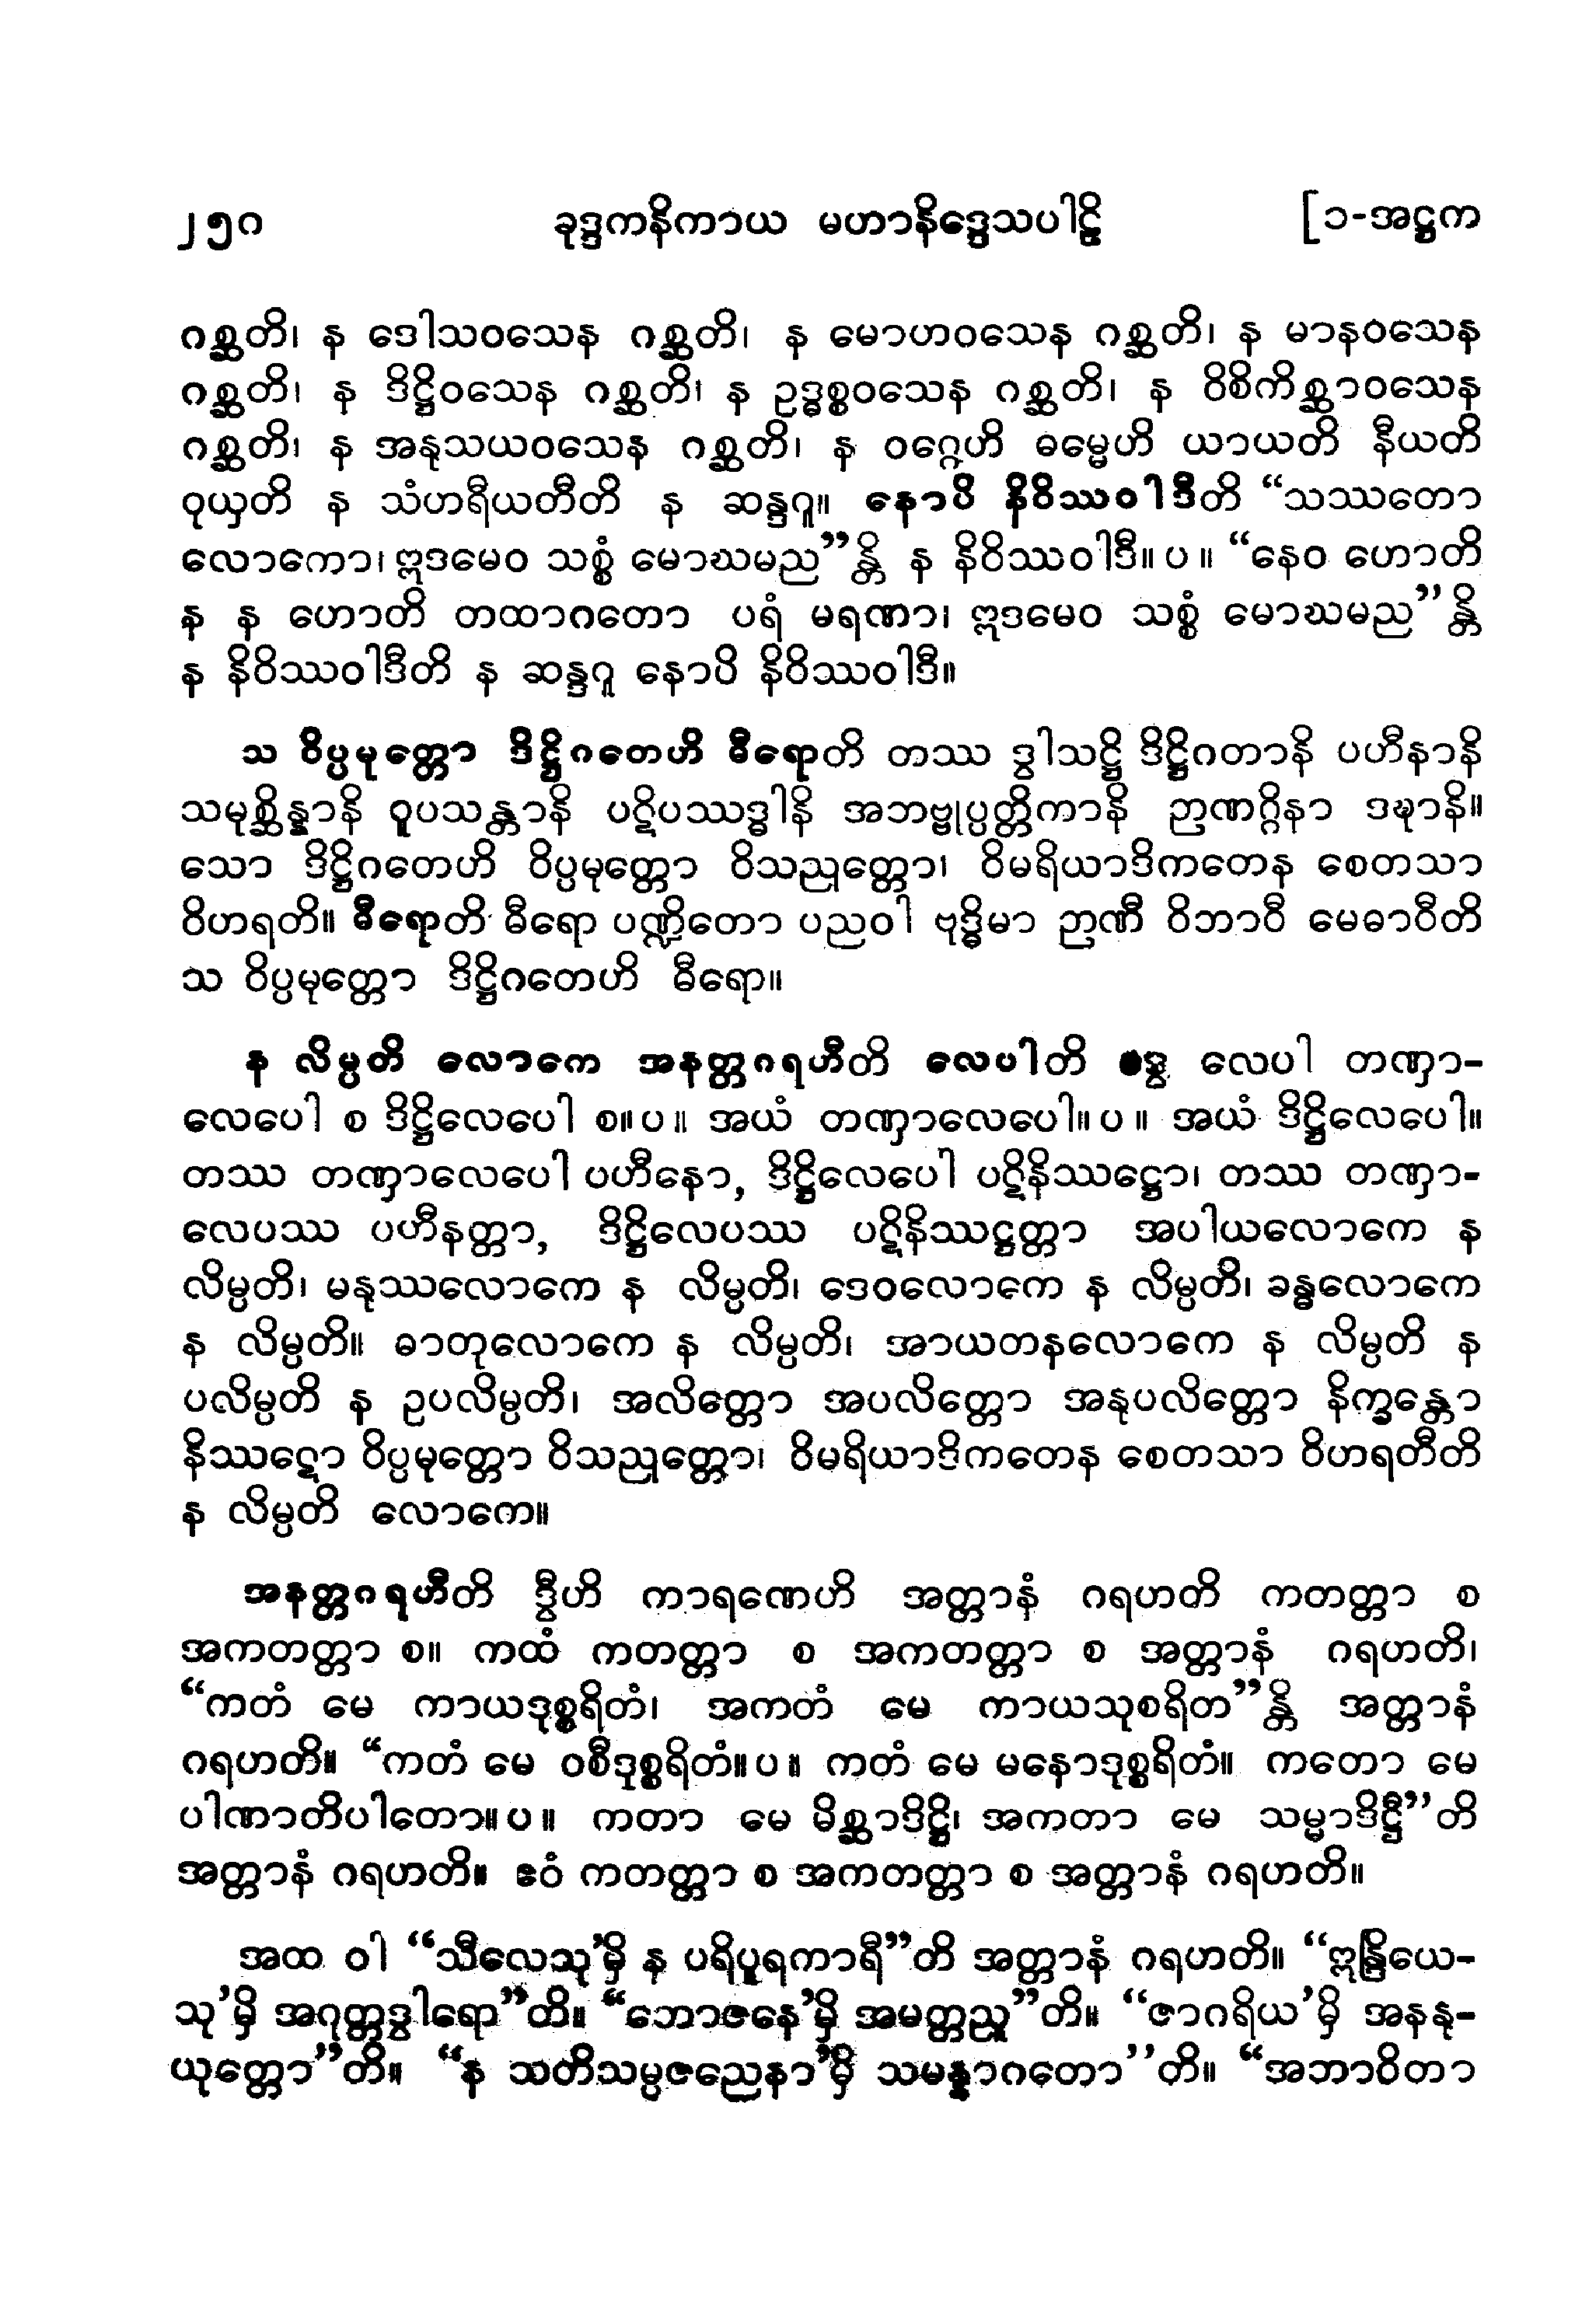 ၂၅၀ ခုဒ္ဒကနိကာယ မဟာနိဒ္ဒေသပါဠိ [၁-အဋ္ဌက
ဂစ္ဆတိ၊ န ဒေါသဝသေန ဂစ္ဆတိ၊ န မောဟဝသေန ဂစ္ဆတိ၊ န မာနဝသေန
ဂစ္ဆတိ၊ န ဒိဋ္ဌိဝသေန ဂစ္ဆတိ၊ န ဥဒ္ဓစ္စဝသေန ဂစ္ဆတိ၊ န ဝိစိကိစ္ဆာဝသေန
ဂစ္ဆတိ၊ န အနုသယဝသေန ဂစ္ဆတိ၊ န ဝဂ္ဂေဟိ ဓမ္မေဟိ ယာယတိ နီယတိ
ဝုယှတိ န သံဟရီယတီတိ န ဆန္ဒဂူ။ နောပိ နိဝိဿဝါဒီတိ “သဿတော
လောကော၊ ဣဒမေဝ သစ္စံ မောဃမည”န္တိ န နိဝိဿဝါဒီ။ ပ ။ “နေဝ ဟောတိ
န န ဟောတိ တထာဂတော ပရံ မရဏာ၊ ဣဒမေဝ သစ္စံ မောဃမည”န္တိ
န နိဝိဿဝါဒီတိ န ဆန္ဒဂူ နောပိ နိဝိဿဝါဒီ။
သ ဝိပ္ပမုတ္တော ဒိဋ္ဌိဂတေဟိ ဓီရောတိ တဿ ဒွါသဋ္ဌိ ဒိဋ္ဌိဂတာနိ ပဟီနာနိ
သမုစ္ဆိန္နာနိ ဝူပသန္တာနိ ပဋိပဿဒ္ဓါနိ အဘဗ္ဗုပ္ပတ္တိကာနိ ဉာဏဂ္ဂိနာ ဒဍ္ဎာနိ။
သော ဒိဋ္ဌိဂတေဟိ ဝိပ္ပမုတ္တော ဝိသညုတ္တော၊ ဝိမရိယာဒိကတေန စေတသာ
ဝိဟရတိ။ ဓီရောတိ ဓီရော ပဏ္ဍိတော ပညဝါ ဗုဒ္ဓိမာ ဉာဏီ ဝိဘာဝီ မေဓာဝီတိ
သ ဝိပ္ပမုတ္တော ဒိဋ္ဌိဂတေဟိ ဓီရော။
န လိမ္ပတိ လောကေ အနတ္တဂရဟီတိ လေပါတိ ဒွေ လေပါ တဏှာ-
လေပေါ စ ဒိဋ္ဌိလေပေါ စ။ ပ ။ အယံ တဏှာလေပေါ။ ပ ။ အယံ ဒိဋ္ဌိလေပေါ။
တဿ တဏှာလေပေါ ပဟီနော, ဒိဋ္ဌိလေပေါ ပဋိနိဿဋ္ဌော၊ တဿ တဏှာ-
လေပဿ ပဟီနတ္တာ, ဒိဋ္ဌိလေပဿ ပဋိနိဿဋ္ဌတ္တာ အပါယလောကေ န
လိမ္ပတိ၊ မနုဿလောကေ န လိမ္ပတိ၊ ဒေဝလောကေ န လိမ္ပတိ၊ ခန္ဓလောကေ
န လိမ္ပတိ။ ဓာတုလောကေ န လိမ္ပတိ၊ အာယတနလောကေ န လိမ္ပတိ န
ပလိမ္ပတိ န ဥပလိမ္ပတိ၊ အလိတ္တော အပလိတ္တော အနုပလိတ္တော နိက္ခန္တော
နိဿဋော ဝိပ္ပမုတ္တော ဝိသညုတ္တော၊ ဝိမရိယာဒိကတေန စေတသာ ဝိဟရတီတိ
န လိမ္ပတိ လောကေ။
အနတ္တဂရဟီတိ ဒွီဟိ ကာရဏေဟိ အတ္တာနံ ဂရဟတိ ကတတ္တာ စ
အကတတ္တာ စ။ ကထံ ကတတ္တာ စ အကတတ္တာ စ အတ္တာနံ ဂရဟတိ၊
“ကတံ မေ ကာယဒုစ္စရိတံ၊ အကတံ မေ ကာယသုစရိတ”န္တိ အတ္တာနံ
ဂရဟတိ။ “ကတံ မေ ဝစီဒုစ္စရိတံ။ ပ ။ ကတံ မေ မနောဒုစ္စရိတံ။ ကတော မေ
ပါဏာတိပါတော။ ပ ။ ကတာ မေ မိစ္ဆာဒိဋ္ဌိ၊ အကတာ မေ သမ္မာဒိဋ္ဌီ”တိ
အတ္တာနံ ဂရဟတိ။ ဧဝံ ကတတ္တာ စ အကတတ္တာ စ အတ္တာနံ ဂရဟတိ။
အထ ဝါ “သီလေသု’မှိ န ပရိပူရကာရီ”တိ အတ္တာနံ ဂရဟတိ။ “ဣန္ဒြိယေ-
သု’မှိ အဂုတ္တဒွါရော”တိ။ “ဘောဇနေ’မှိ အမတ္တညူ”တိ။ “ဇာဂရိယ’မှိ အနနု-
ယုတ္တော”တိ။ “န သတိသမ္ပဇညေနာ’မှိ သမန္နာဂတော’’တိ။ “အဘာဝိတာ